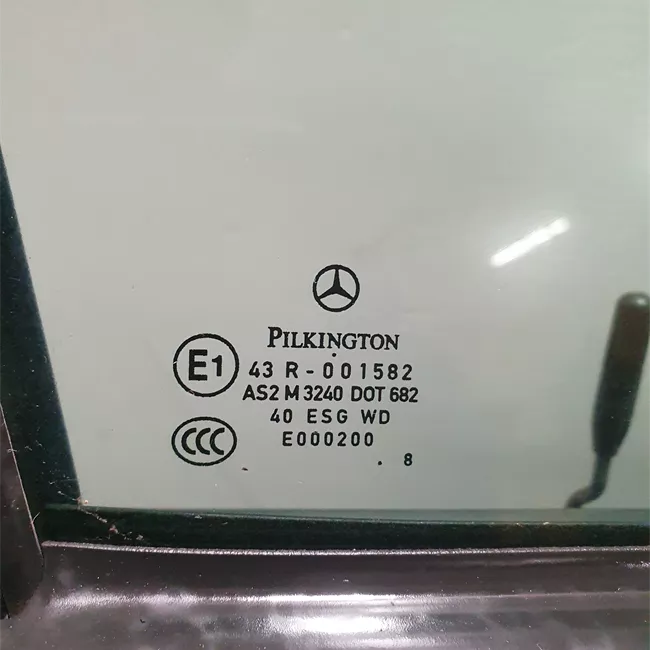 PILKINGTON
E1
43 R - 001582
AS2 M 3240 DOT 682
40 ESG WD
CCC
E000200
. 8